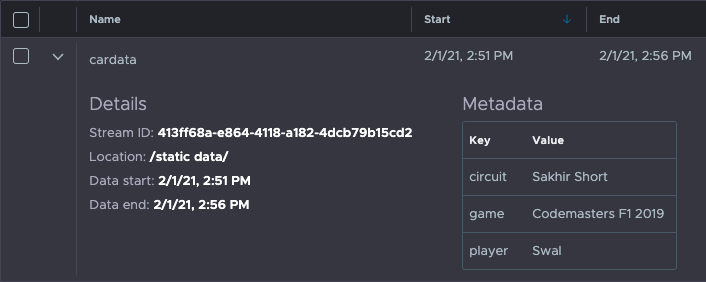 Name Start End
cardata 2/1/21, 2:51 PM 2/1/21, 2:56 PM
Details
Stream ID: 413ff68a-e864-4118-a182-4dcb79b15cd2
Location: /static data/
Data start: 2/1/21, 2:51 PM
Data end: 2/1/21, 2:56 PM
Metadata
Key Value
circuit Sakhir Short
game Codemasters F1 2019
player Swal